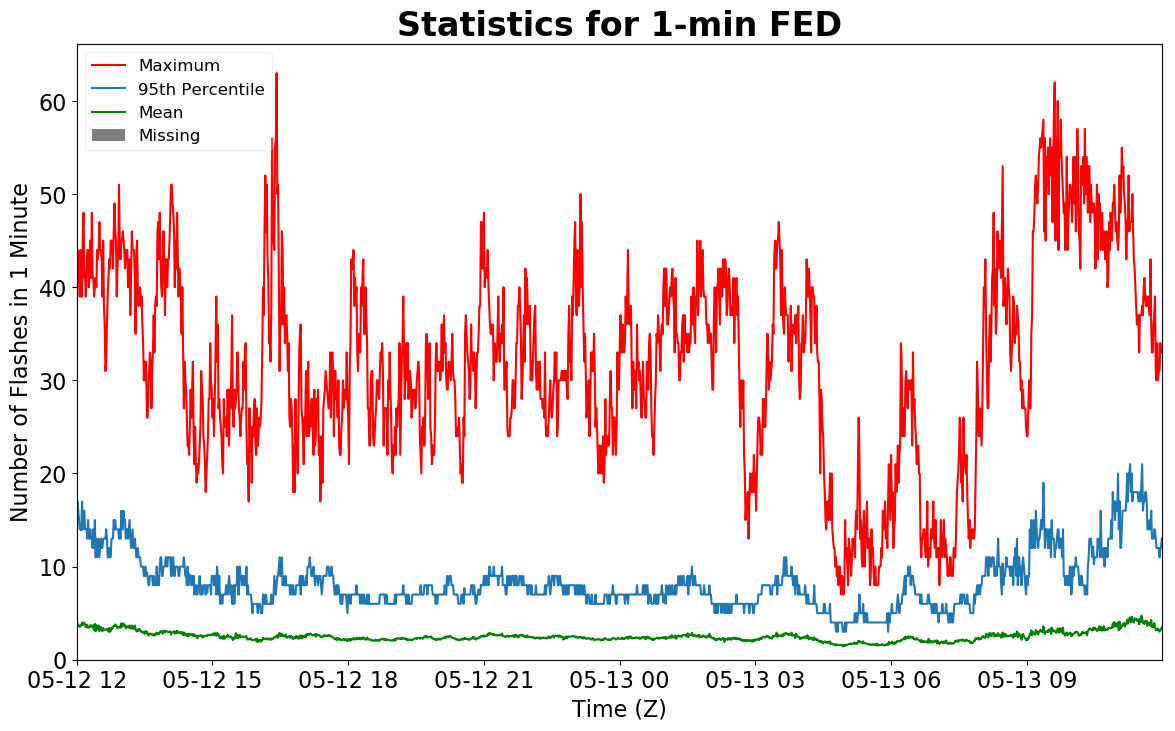 Statistics for 1-min FED
Maximum
95th Percentile
Mean
Missing
Number of Flashes in 1 Minute
60
50
40
30
20
10
0
05-12 12 05-12 15 05-12 18 05-12 21 05-13 00 05-13 03 05-13 06 05-13 09
Time (Z)